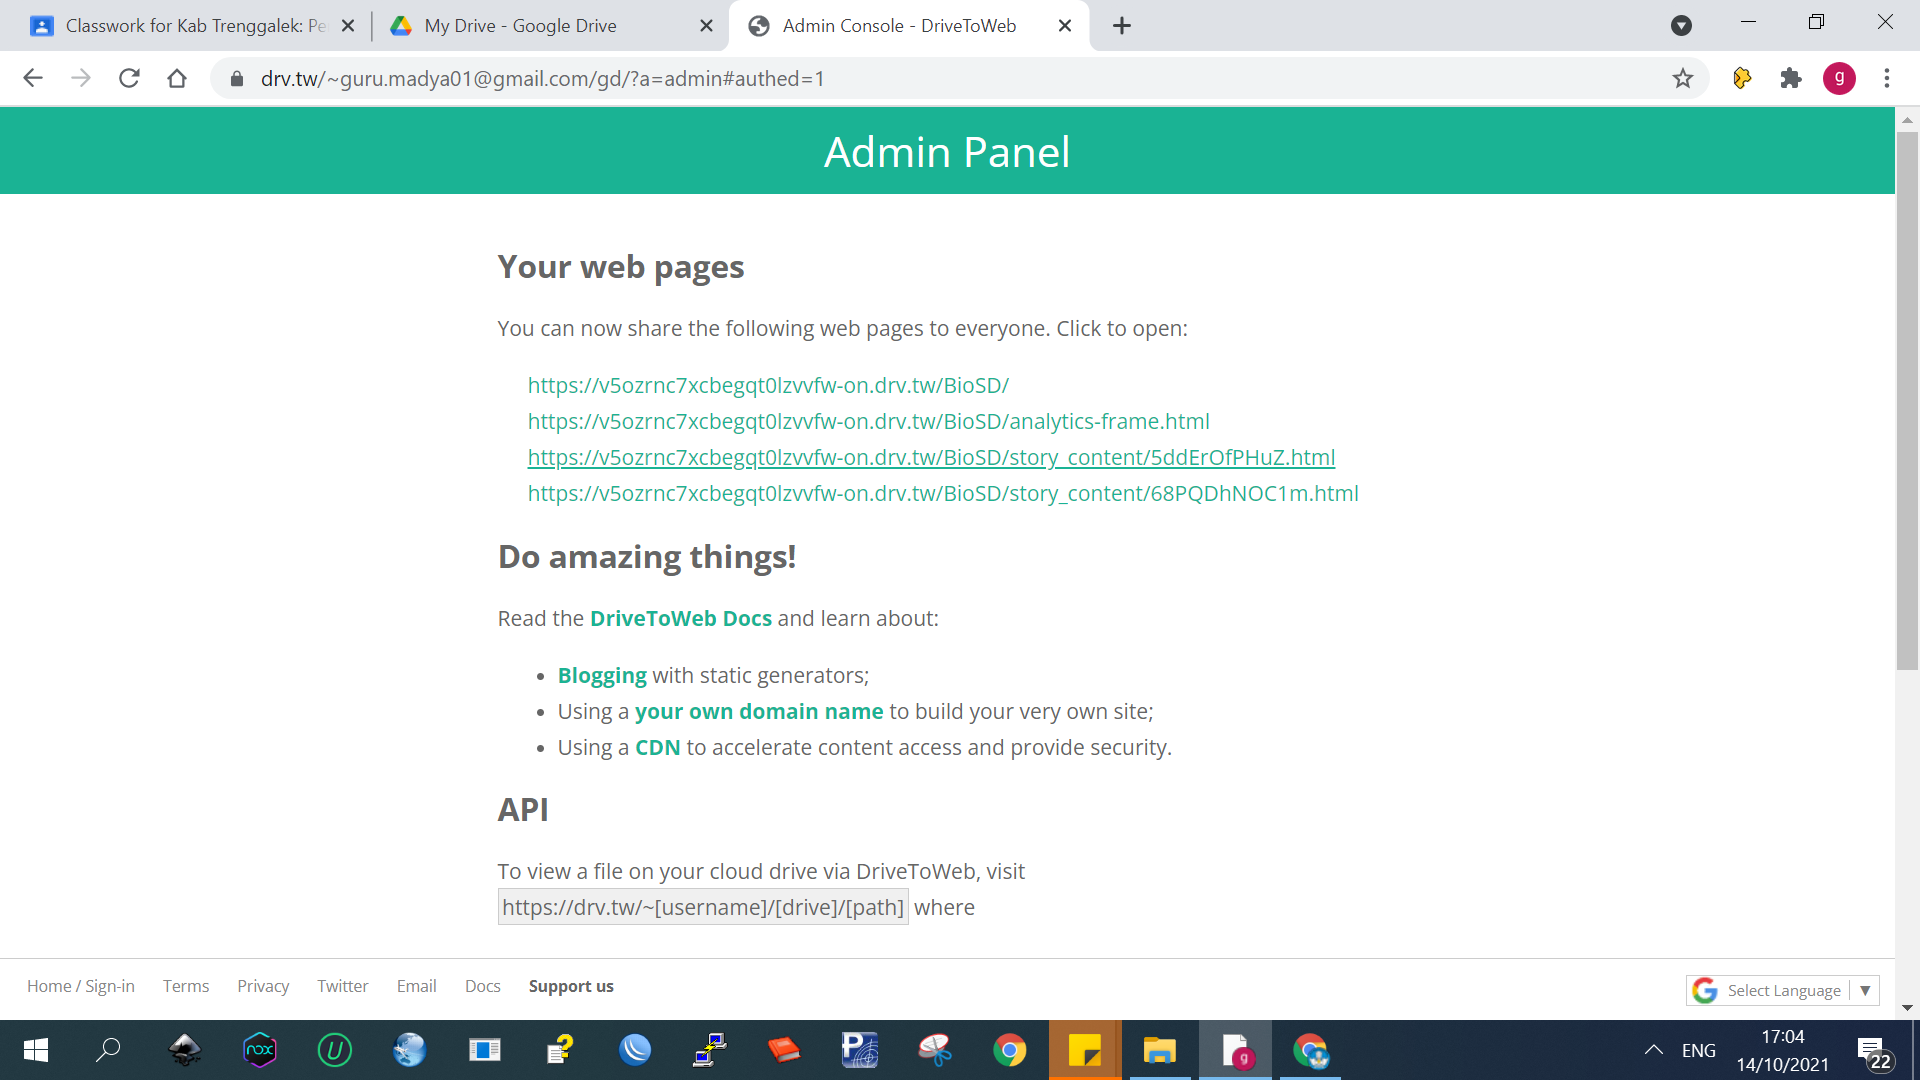 Classwork for Kab Trenggalek: Pe
My Drive - Google Drive
Admin Console - DriveToWeb
drv.tw/~guru.madya01@gmail.com/gd/?a=admin#authed=1
g
Admin Panel
Your web pages
You can now share the following web pages to everyone. Click to open:
https://v5ozrnc7xcbegqt0lzvvfw-on.drv.tw/BioSD/
https://v5ozrnc7xcbegqt0lzvvfw-on.drv.tw/BioSD/analytics-frame.html
https://v5ozrnc7xcbegqt0lzvvfw-on.drv.tw/BioSD/story_content/5ddErOfPHuZ.html
https://v5ozrnc7xcbegqt0lzvvfw-on.drv.tw/BioSD/story_content/68PQDhNOC1m.html
Do amazing things!
Read the DriveToWeb Docs and learn about:
• Blogging with static generators;
• Using a your own domain name to build your very own site;
• Using a CDN to accelerate content access and provide security.
API
To view a file on your cloud drive via DriveToWeb, visit
https://drv.tw/~[username]/[drive]/[path] where
Home / Sign-in Terms Privacy Twitter Email Docs Support us
Select Language ▼
nox
U
g
ENG
17:04
14/10/2021
22